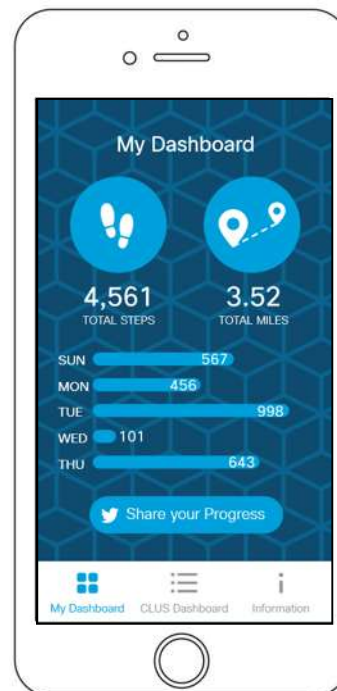 My Dashboard
4,561 3.52
TOTAL STEPS TOTAL MILES
SUN 567
MON 456
TUE 998
WED 101
THU 643
Share your Progress
My Dashboard CLUS Dashboard Information